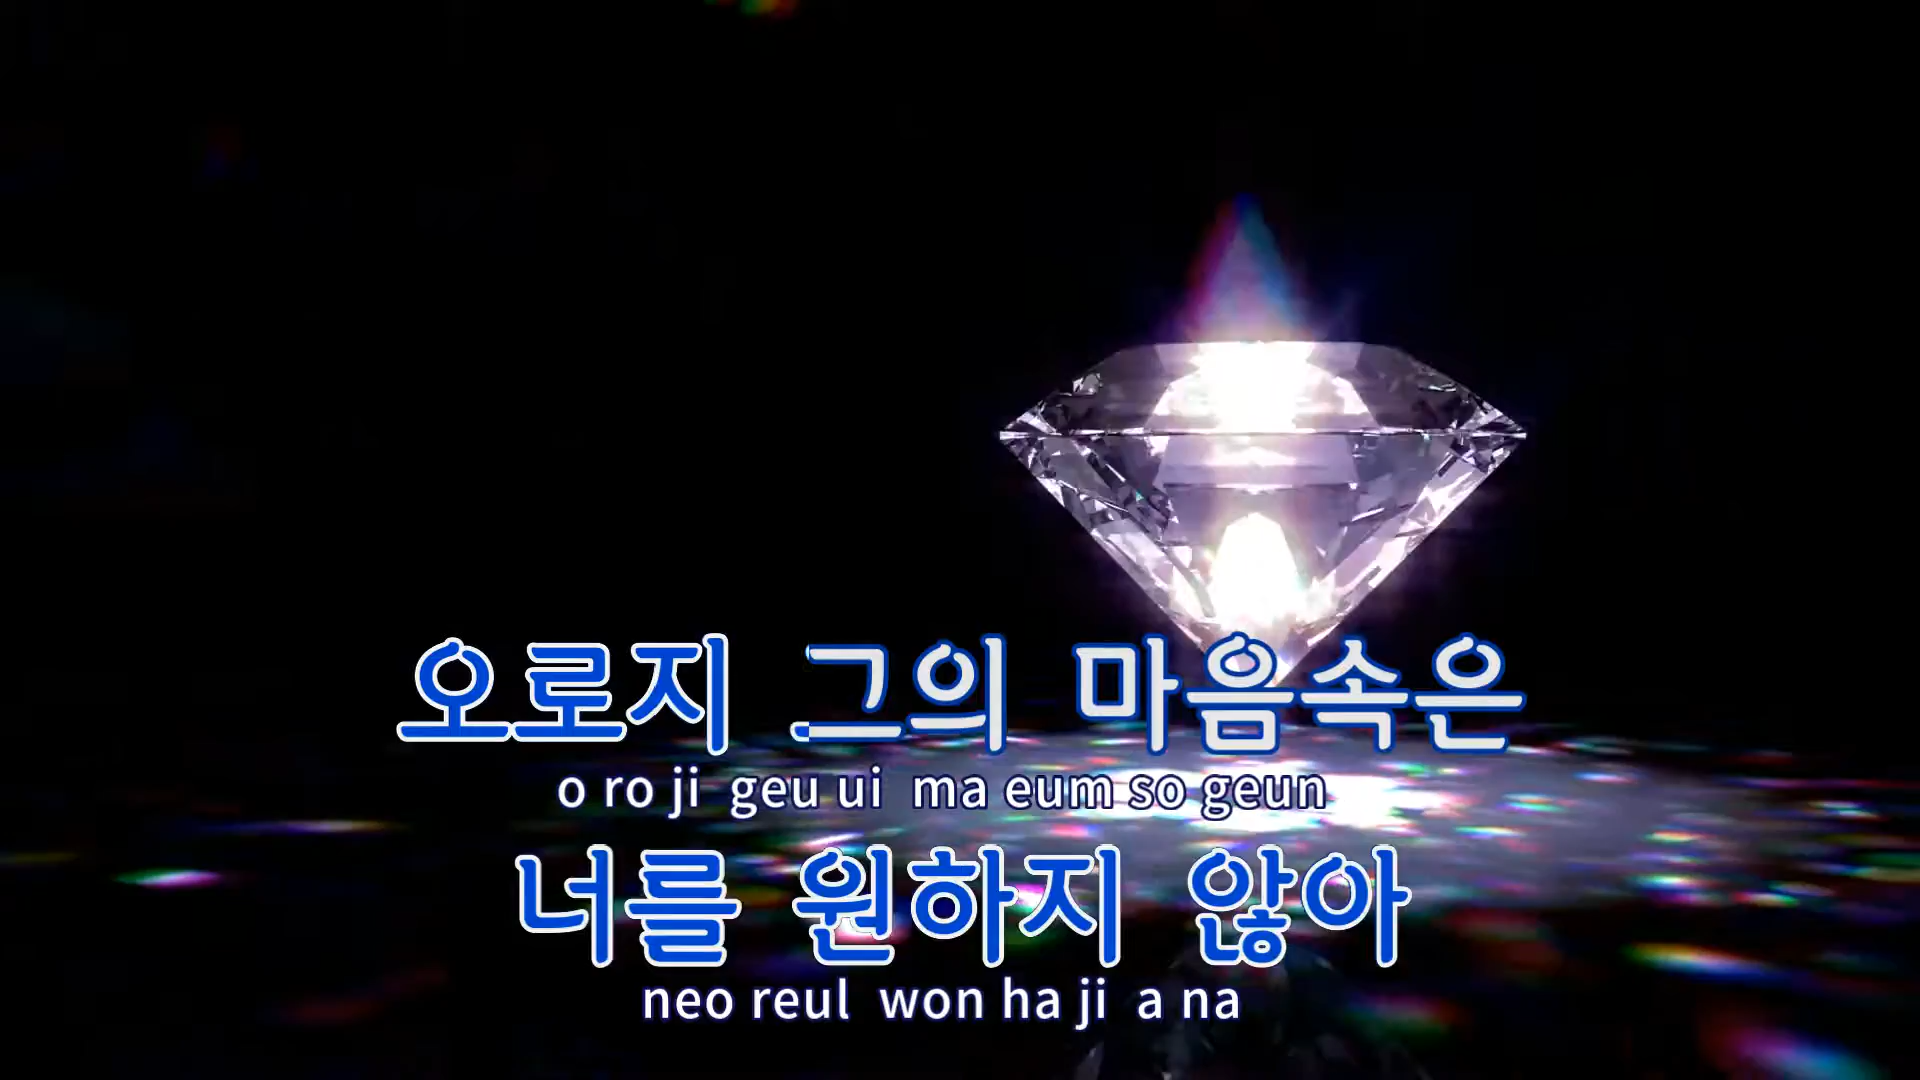 오로지 그의 마음속은
o ro ji geu ui ma eum so geun
너를 원하지 않아
neo reul won ha ji a na